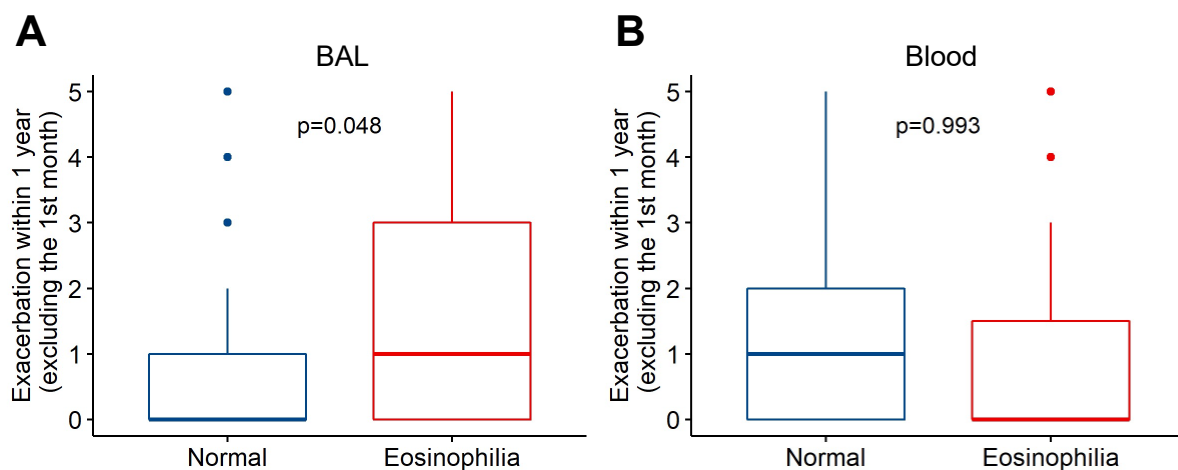 A
BAL
Exacerbation within 1 year
(excluding the 1st month)
5
4
3
2
1
0
p=0.048
Normal
Eosinophilia
B
Blood
Exacerbation within 1 year
(excluding the 1st month)
5
4
3
2
1
0
p=0.993
Normal
Eosinophilia